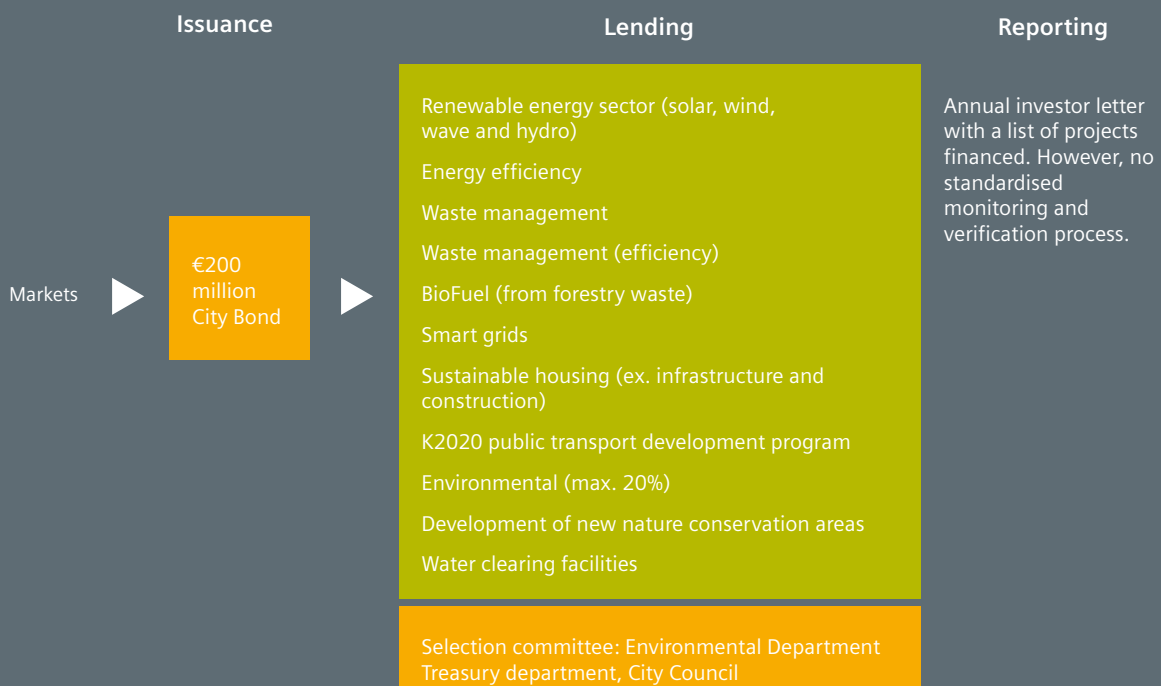 Issuance
Lending
Reporting
Markets
€200
million
City Bond
Renewable energy sector (solar, wind,
wave and hydro)
Energy efficiency
Waste management
Waste management (efficiency)
BioFuel (from forestry waste)
Smart grids
Sustainable housing (ex. infrastructure and
construction)
K2020 public transport development program
Environmental (max. 20%)
Development of new nature conservation areas
Water clearing facilities
Selection committee: Environmental Department
Treasury department, City Council
Annual investor letter
with a list of projects
financed. However, no
standardised
monitoring and
verification process.